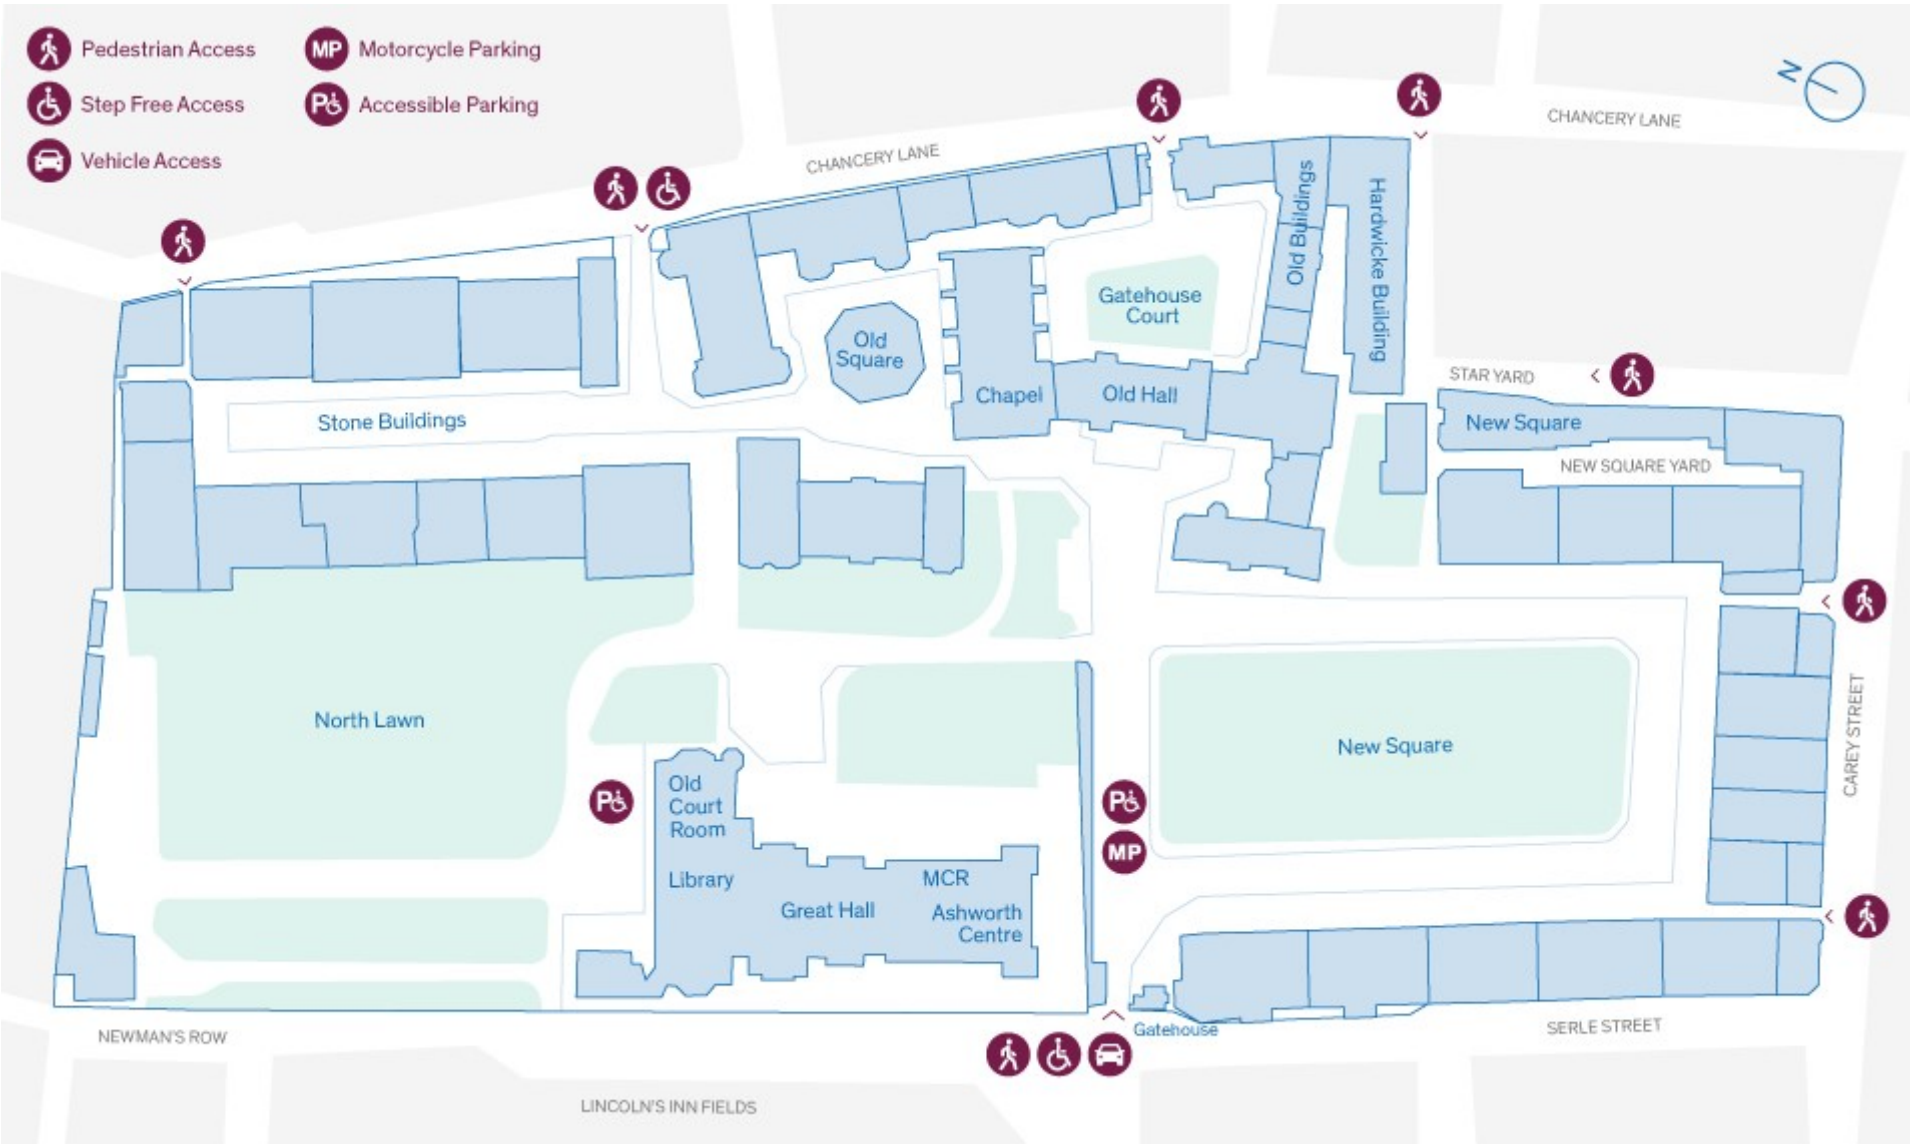 Pedestrian Access
MP Motorcycle Parking
Step Free Access
P Accessible Parking
Vehicle Access
N
CHANCERY LANE
CHANCERY LANE
Old Buildings
Old Buildings
Hardwicke Building
Gatehouse
Court
Old
Square
Chapel
Old Hall
STAR YARD
New Square
NEW SQUARE YARD
Stone Buildings
North Lawn
New Square
CAREY STREET
Old
Court
Room
P
P
MP
Library
MCR
Great Hall
Ashworth
Centre
Gatehouse
NEWMAN'S ROW
SERLE STREET
LINCOLN'S INN FIELDS